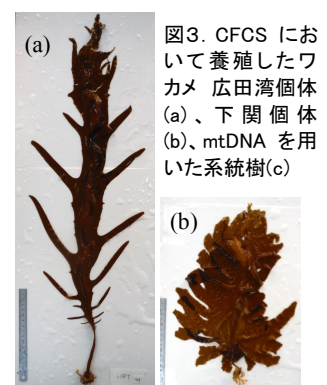 (a)
図3. CFCS にお
いて養殖したワ
カメ 広田湾個体
(a)、下関個体
(b)、mtDNA を用
いた系統樹(c)
(b)